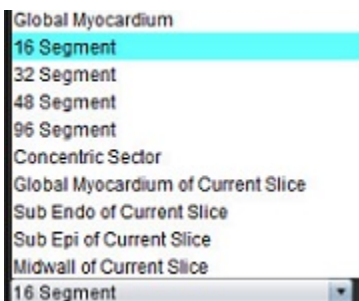 Global Myocardium
16 Segment
32 Segment
48 Segment
96 Segment
Concentric Sector
Global Myocardium of Current Slice
Sub Endo of Current Slice
Sub Epi of Current Slice
Midwall of Current Slice
16 Segment